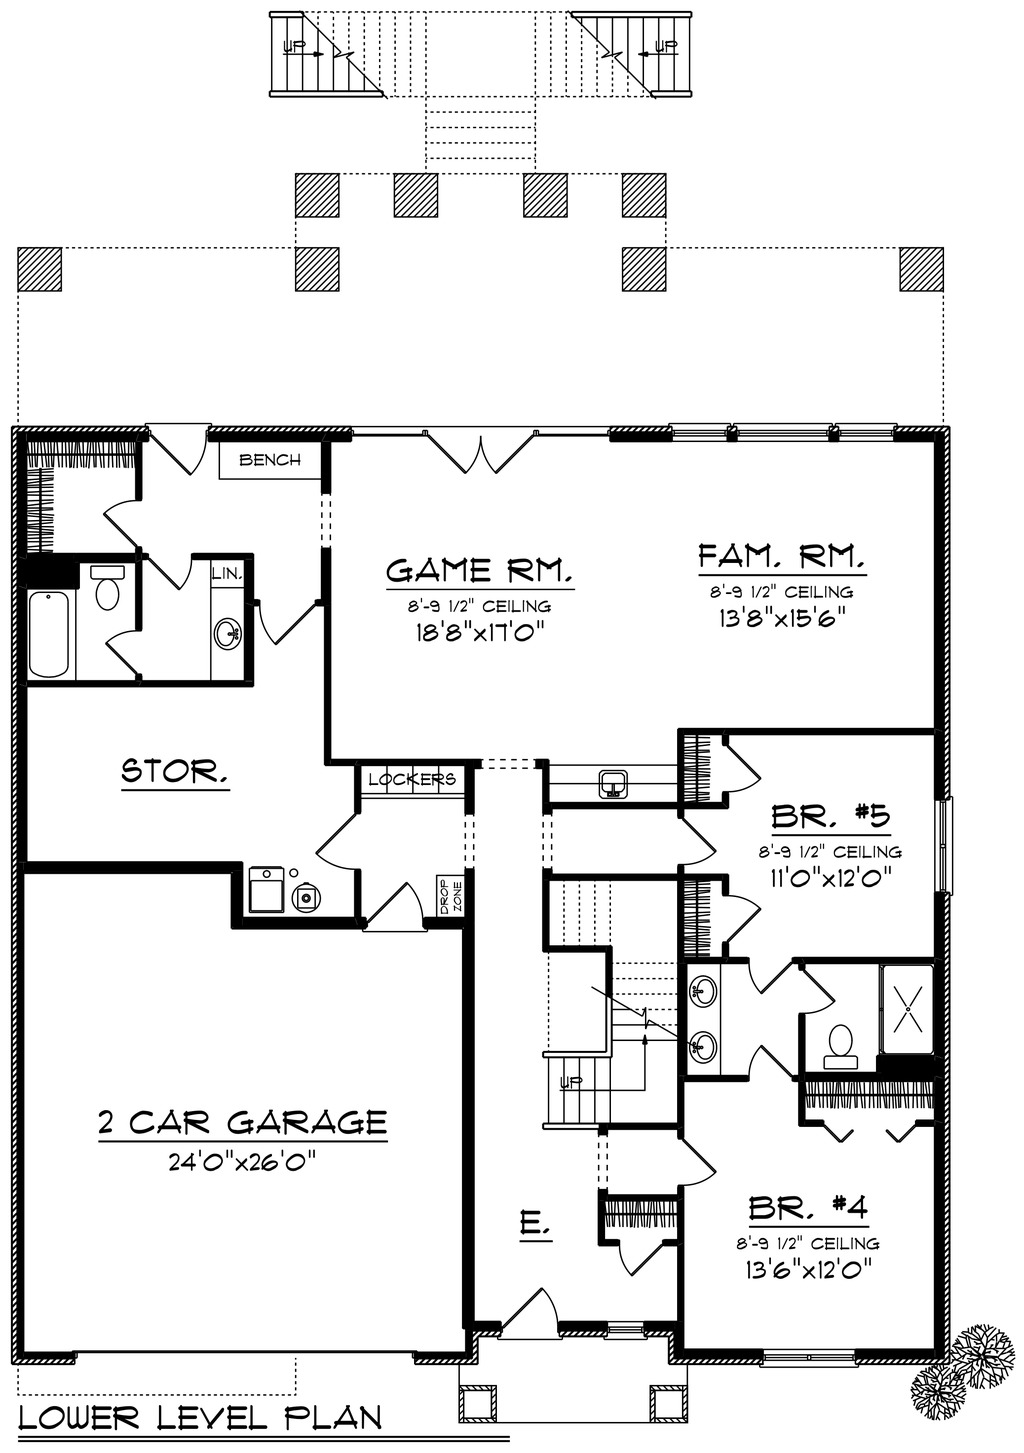 UP
UP
BENCH
GAME RM.
8'-9 1/2" CEILING
18'8"x17'0"
FAM. RM.
8'-9 1/2" CEILING
13'8"x15'6"
LIN.
STOR.
LOCKERS
BR. #5
8'-9 1/2" CEILING
11'0"x12'0"
DROP
ZONE
UP
2 CAR GARAGE
24'0"x26'0"
E.
BR. #4
8'-9 1/2" CEILING
13'6"x12'0"
LOWER LEVEL PLAN